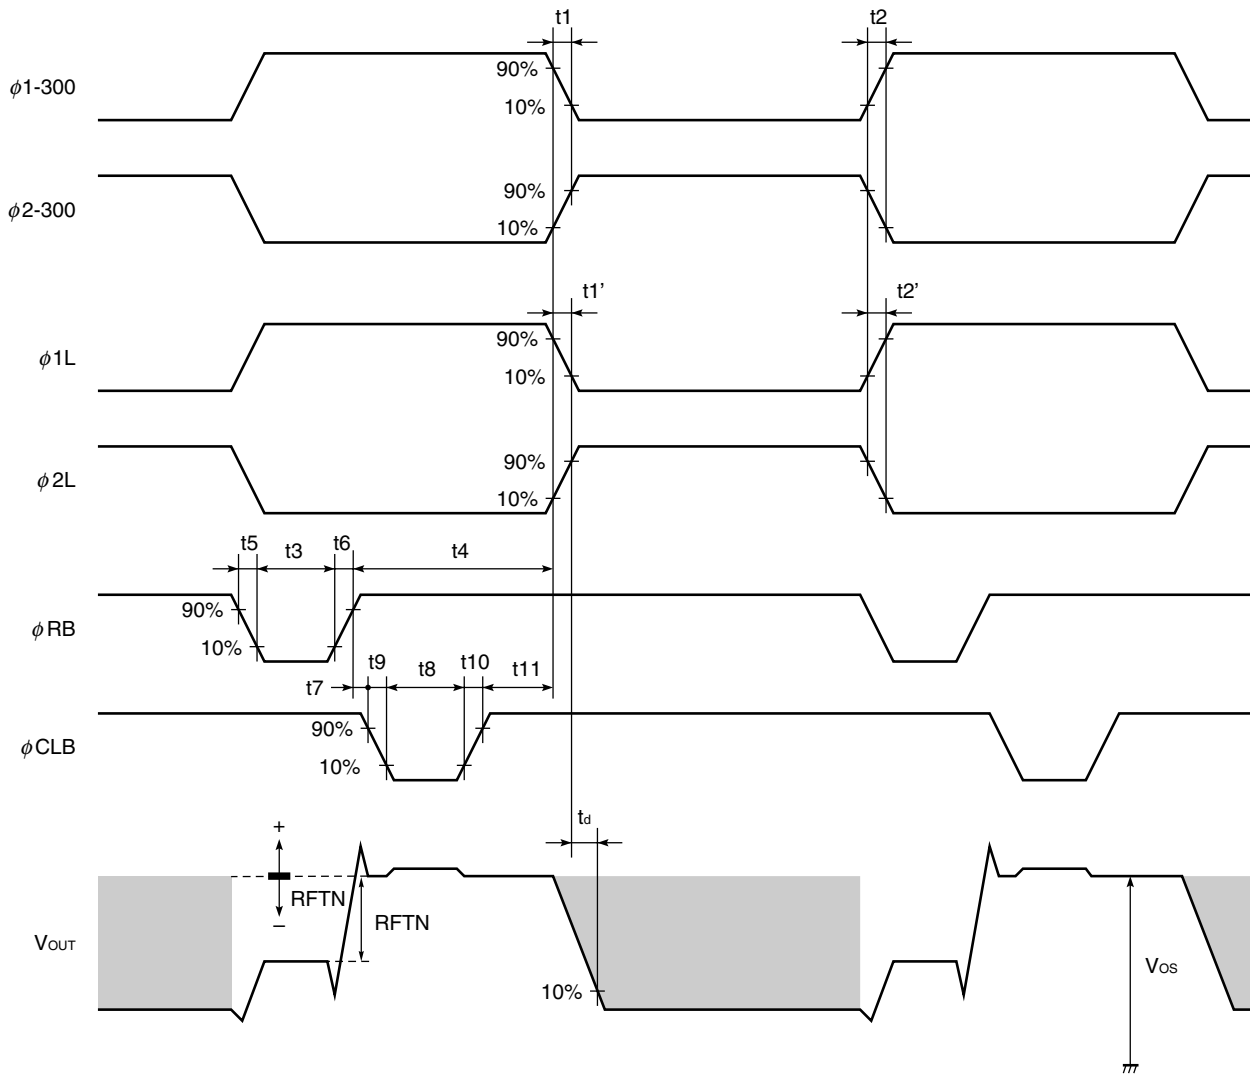 t1 t2
ϕ1-300 90%
10%
ϕ2-300 90%
10%
t1’ t2’
ϕ1L 90%
10%
ϕ2L 90%
10%
t5 t3 t6 t4
ϕRB 90%
10%
t7 t9 t8 t10 t11
ϕCLB 90%
10%
td
+
RFTN
−
RFTN
VOUT
VOS
10%